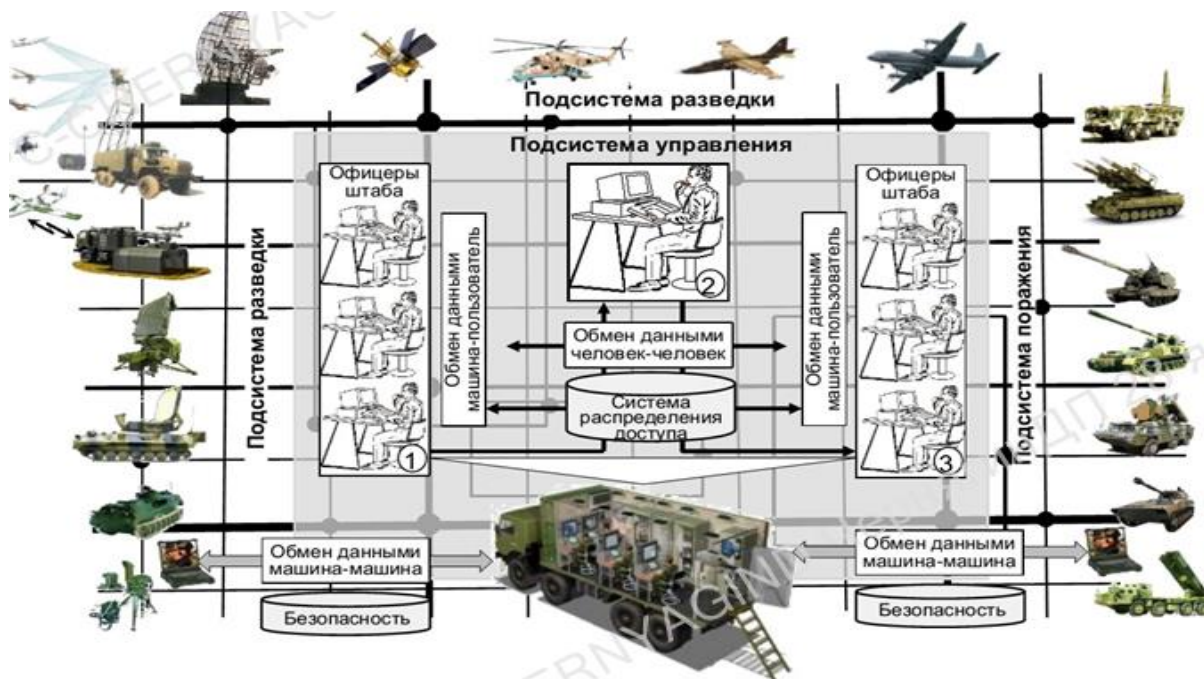 C-CHERNYAGIN
Подсистема разведки
Подсистема управления
Офицеры
штаба
Офицеры
штаба
Подсистема разведки
Обмен данными
машина-пользователь
2
Обмен данными
машина-пользователь
Подсистема поражения
Обмен данными
человек-человек
Система
распределения
доступа
1
3
Обмен данными
машина-машина
Обмен данными
машина-машина
Безопасность
Безопасность